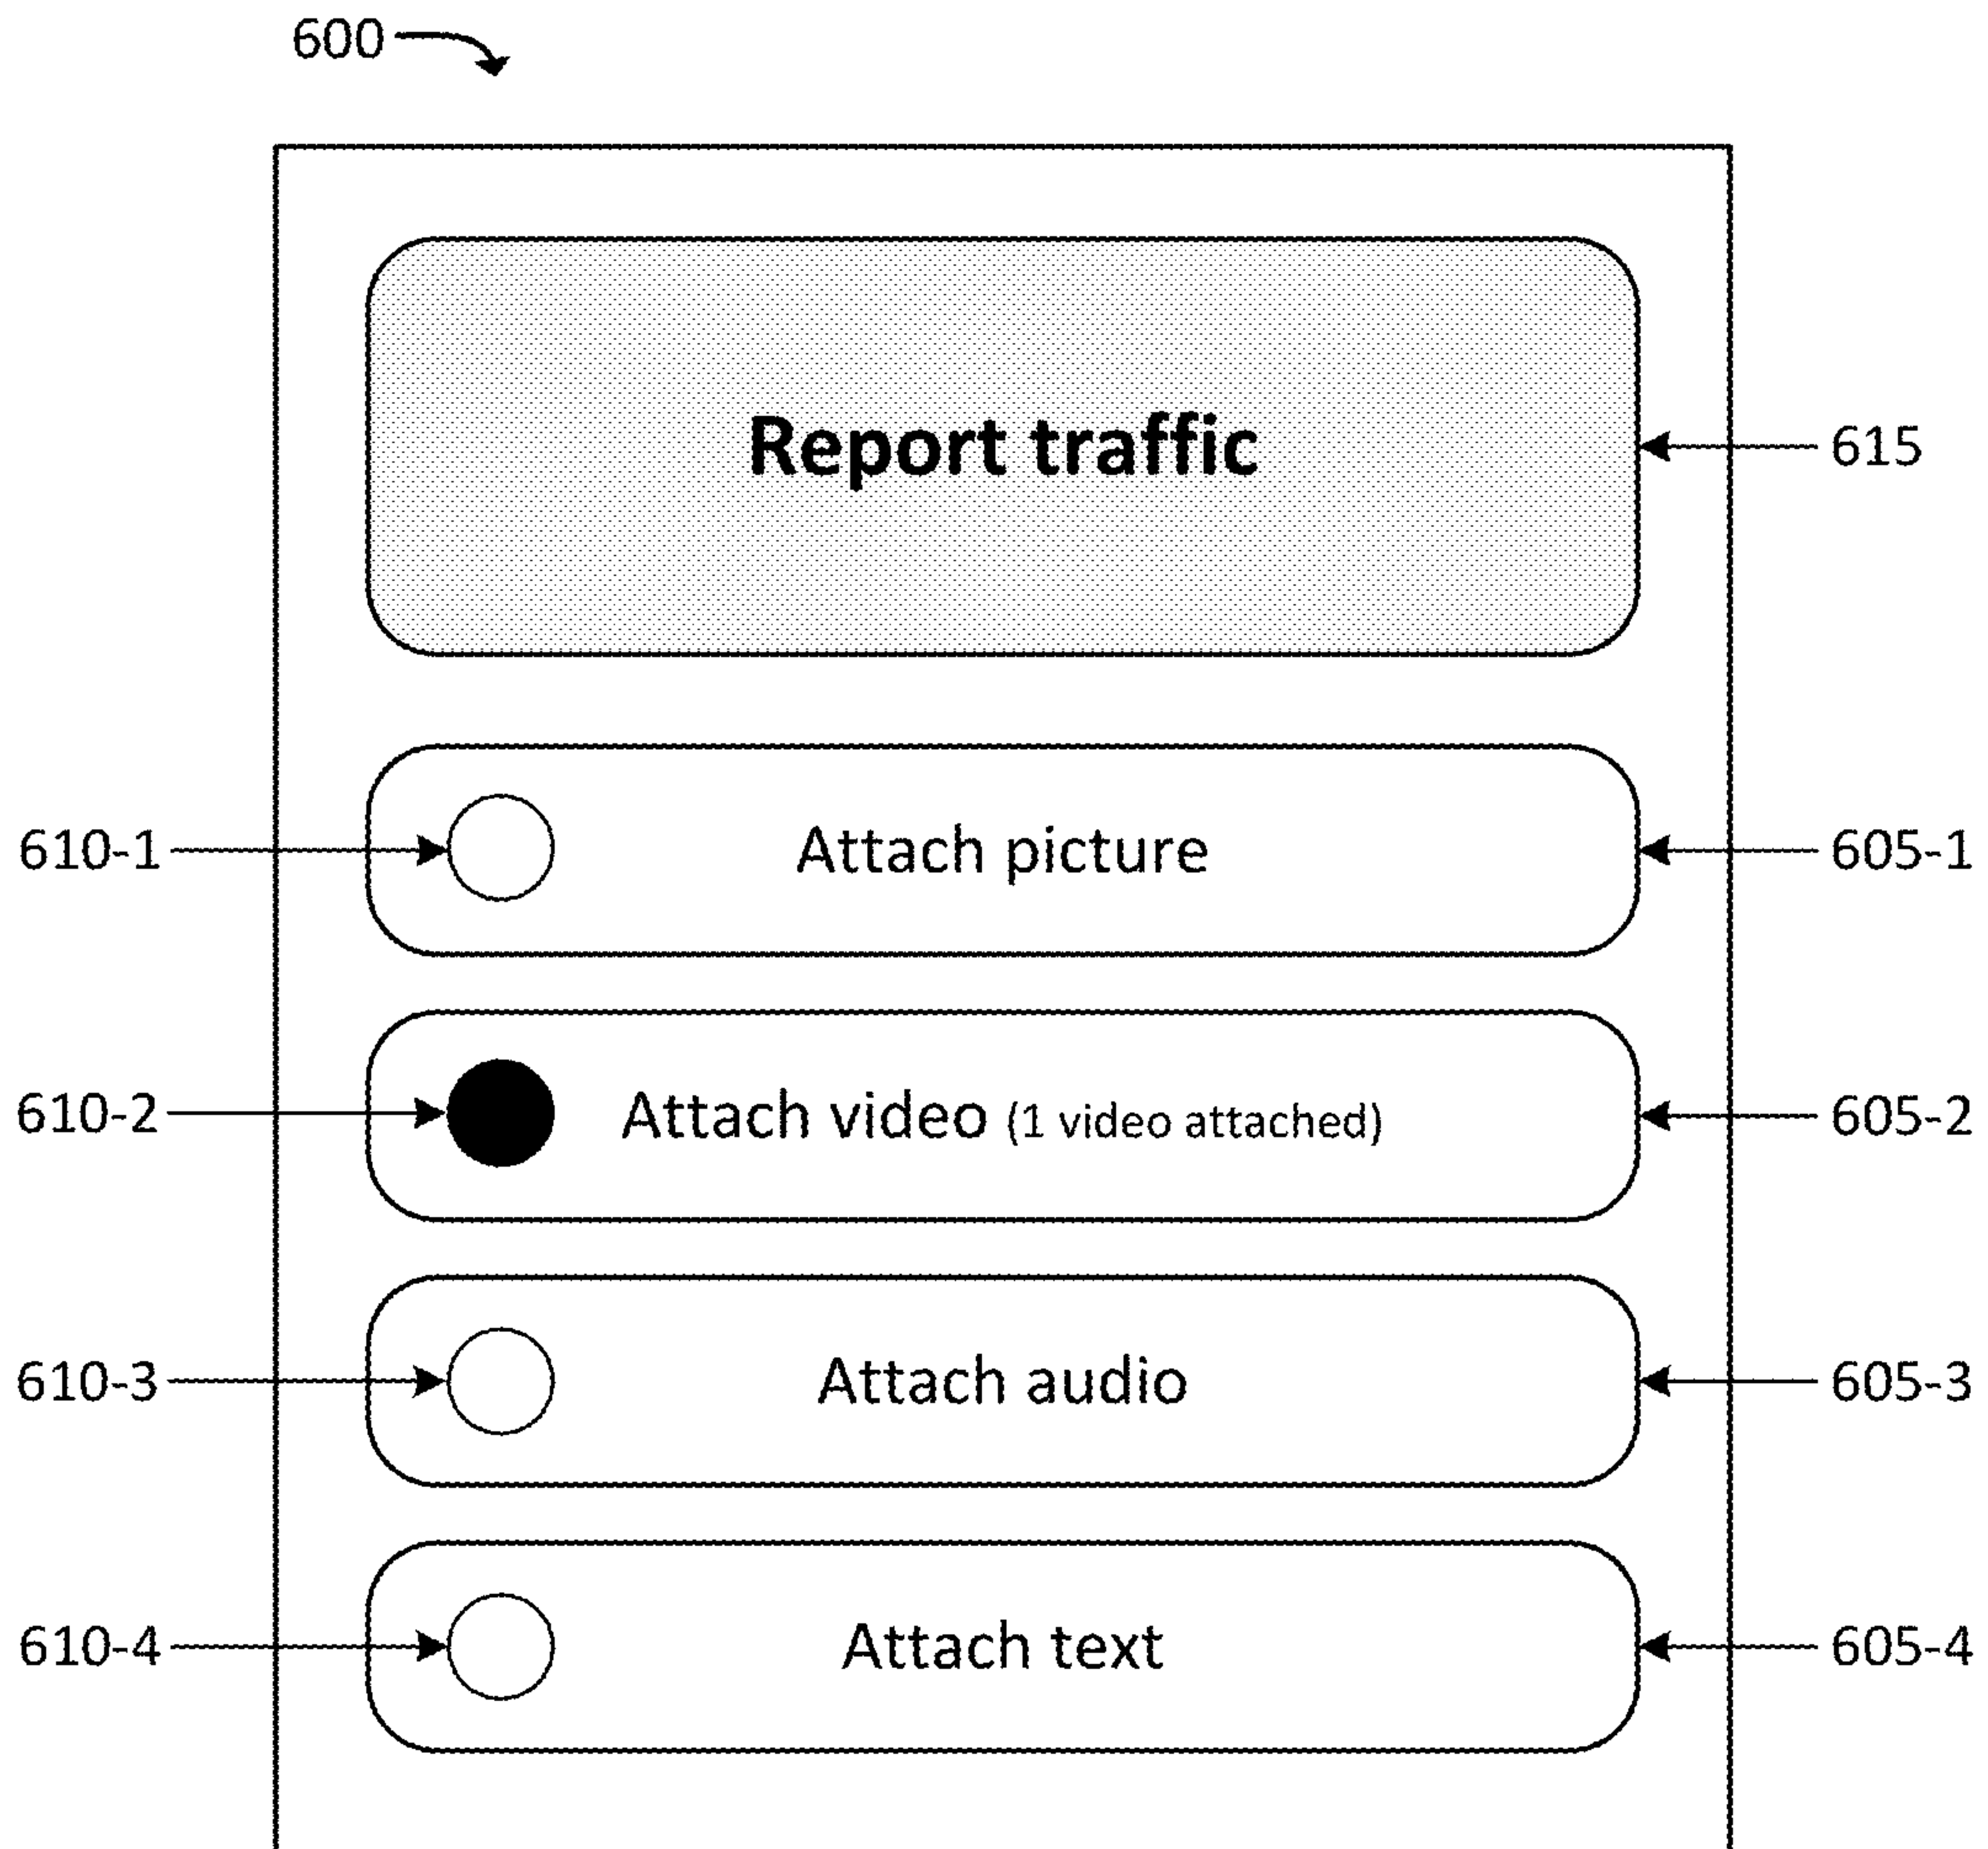 600
Report traffic
615
610-1
Attach picture
605-1
610-2
Attach video (1 video attached)
605-2
610-3
Attach audio
605-3
610-4
Attach text
605-4